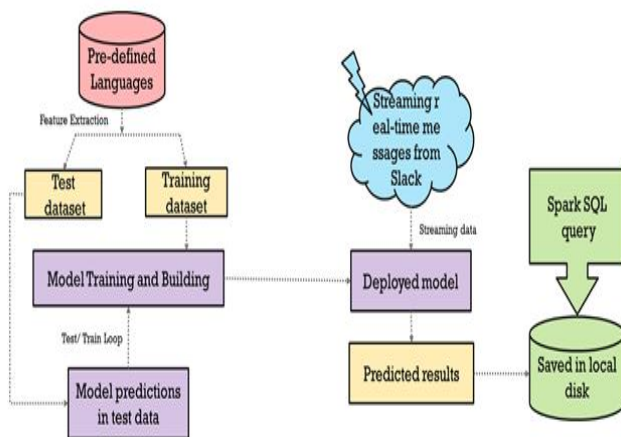 Pre-defined
Languages
Feature Extraction
Test
dataset
Training
dataset
Model Training and Building
Test/ Train Loop
Model predictions
in test data
Streaming r
eal-time me
ssages from
Slack
Streaming data
Deployed model
Predicted results
Spark SQL
query
Saved in local
disk